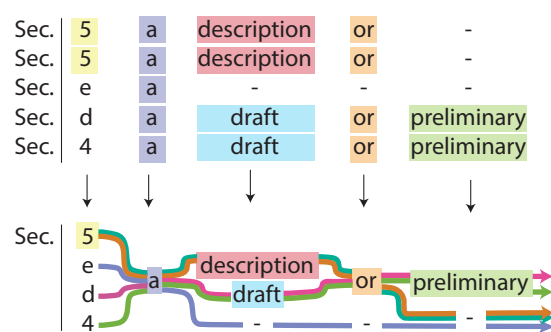 Sec. 5 a description or -
Sec. 5 a description or -
Sec. e a - - -
Sec. d a draft or preliminary
Sec. 4 a draft or preliminary
Sec. 5
e description
a or preliminary
d draft
4 - -